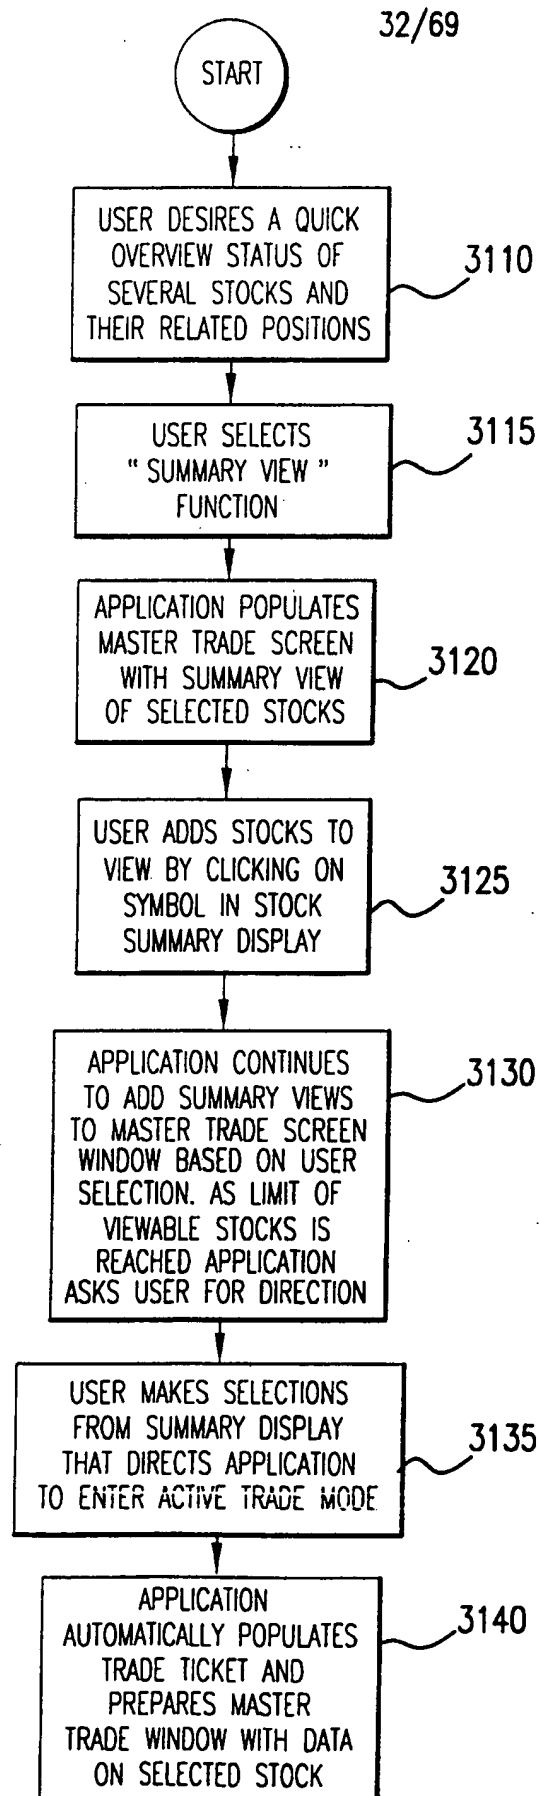 32/69
START
USER DESIRES A QUICK
OVERVIEW STATUS OF
SEVERAL STOCKS AND
THEIR RELATED POSITIONS
3110
USER SELECTS
" SUMMARY VIEW "
FUNCTION
3115
APPLICATION POPULATES
MASTER TRADE SCREEN
WITH SUMMARY VIEW
OF SELECTED STOCKS
3120
USER ADDS STOCKS TO
VIEW BY CLICKING ON
SYMBOL IN STOCK
SUMMARY DISPLAY
3125
APPLICATION CONTINUES
TO ADD SUMMARY VIEWS
TO MASTER TRADE SCREEN
WINDOW BASED ON USER
SELECTION. AS LIMIT OF
VIEWABLE STOCKS IS
REACHED APPLICATION
ASKS USER FOR DIRECTION
3130
USER MAKES SELECTIONS
FROM SUMMARY DISPLAY
THAT DIRECTS APPLICATION
TO ENTER ACTIVE TRADE MODE
3135
APPLICATION
AUTOMATICALLY POPULATES
TRADE TICKET AND
PREPARES MASTER
TRADE WINDOW WITH DATA
ON SELECTED STOCK
3140